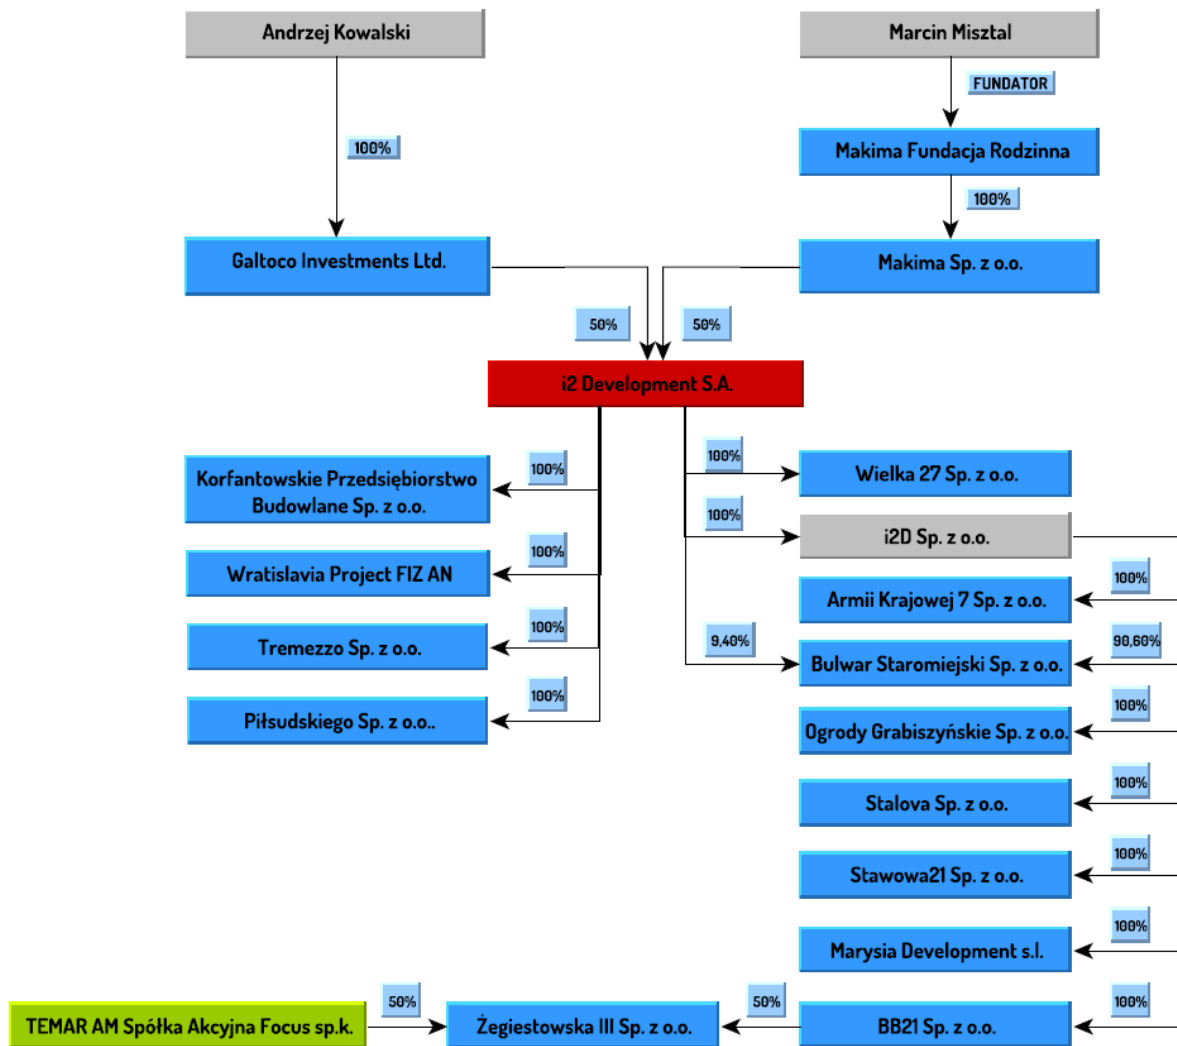 Andrzej Kowalski
Marcin Misztal
FUNDATOR
100%
Makima Fundacja Rodzinna
100%
Galtoco Investments Ltd.
Makima Sp. z o.o.
50%
50%
i2 Development S.A.
100%
Korfantowskie Przedsiębiorstwo
Budowlane Sp. z o.o.
100%
Wratislavia Project FIZ AN
100%
Tremezzo Sp. z o.o.
100%
Piłsudskiego Sp. z o.o..
100%
Wielka 27 Sp. z o.o.
100%
i2D Sp. z o.o.
100%
Armii Krajowej 7 Sp. z o.o.
9,40%
Bulwar Staromiejski Sp. z o.o.
90,60%
Ogrody Grabiszyńskie Sp. z o.o.
100%
Stalova Sp. z o.o.
100%
Stawowa21 Sp. z o.o.
100%
Marysia Development s.l.
100%
TEMAR AM Spółka Akcyjna Focus sp.k.
50%
Żegiestowska III Sp. z o.o.
50%
BB21 Sp. z o.o.
100%